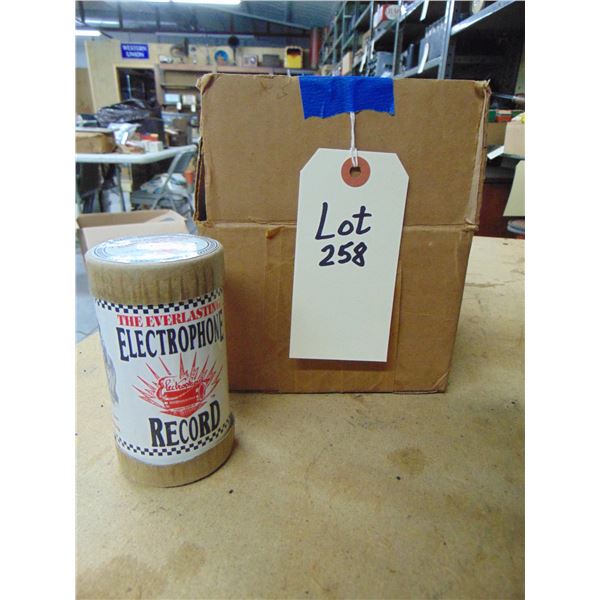 WESTERN
UNION
Lot
258
THE EVERLASTING
ELECTROPHONE
RECORD